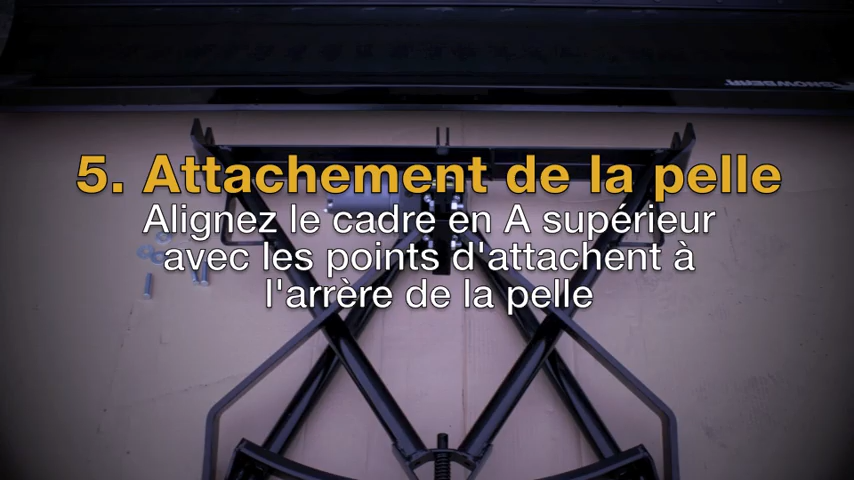 5. Attachement de la pelle
Alignez le cadre en A supérieur
avec les points d'attachent à
l'arrère de la pelle